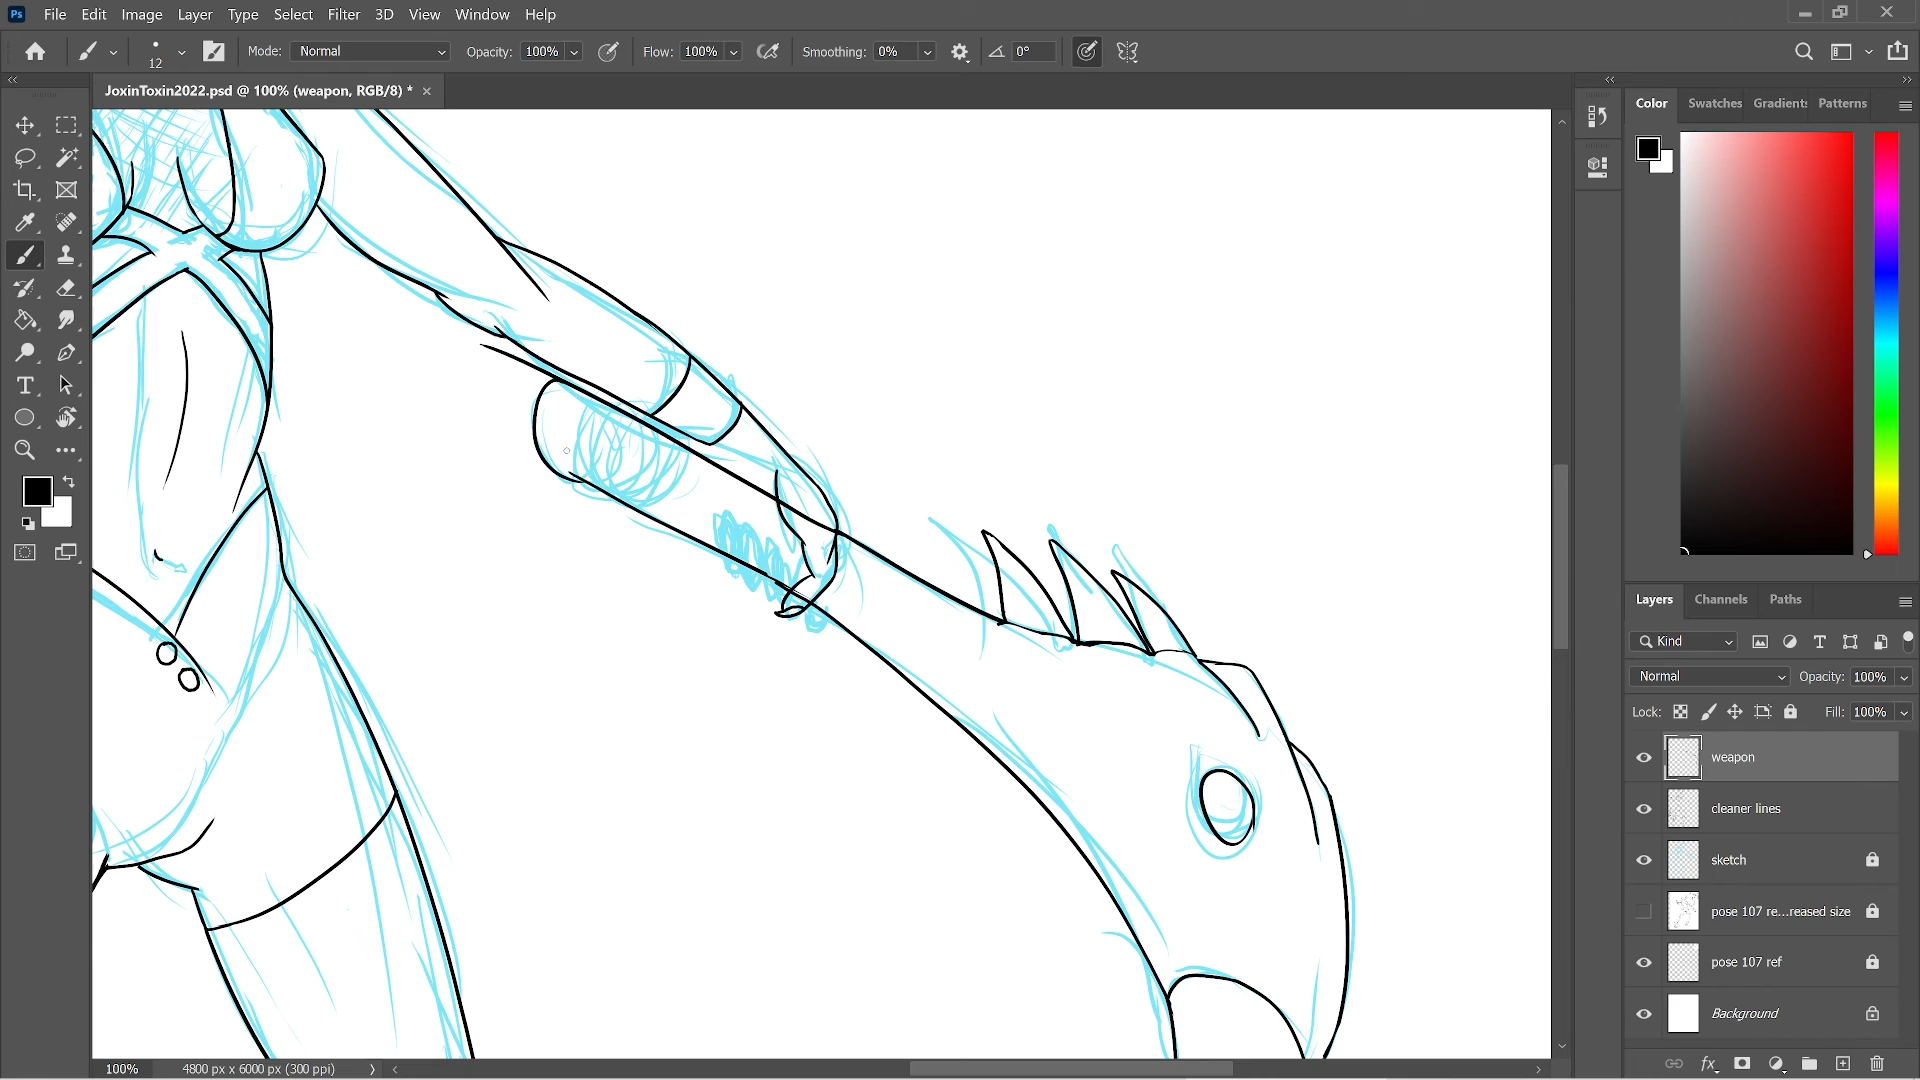 Ps File Edit Image Layer Type Select Filter 3D View Window Help
12 Mode: Normal Opacity: 100% Flow: 100% Smoothing: 0% 0°
JoxinToxin2022.psd @ 100% (weapon, RGB/8) *
Color Swatches Gradients Patterns
Layers Channels Paths
Kind
Normal Opacity: 100%
Lock: Fill: 100%
weapon
cleaner lines
sketch
pose 107 re...reased size
pose 107 ref
Background
fx
100% 4800 px x 6000 px (300 ppi)